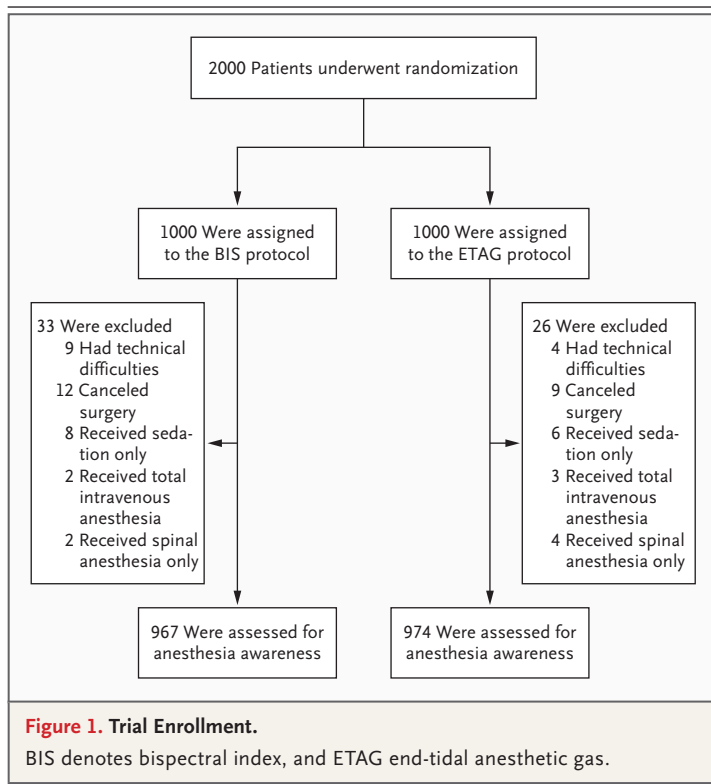 2000 Patients underwent randomization
1000 Were assigned
to the BIS protocol
1000 Were assigned
to the ETAG protocol
33 Were excluded
9 Had technical
difficulties
12 Canceled
surgery
8 Received seda-
tion only
2 Received total
intravenous
anesthesia
2 Received spinal
anesthesia only
26 Were excluded
4 Had technical
difficulties
9 Canceled
surgery
6 Received seda-
tion only
3 Received total
intravenous
anesthesia
4 Received spinal
anesthesia only
967 Were assessed for
anesthesia awareness
974 Were assessed for
anesthesia awareness
Figure 1. Trial Enrollment.
BIS denotes bispectral index, and ETAG end-tidal anesthetic gas.